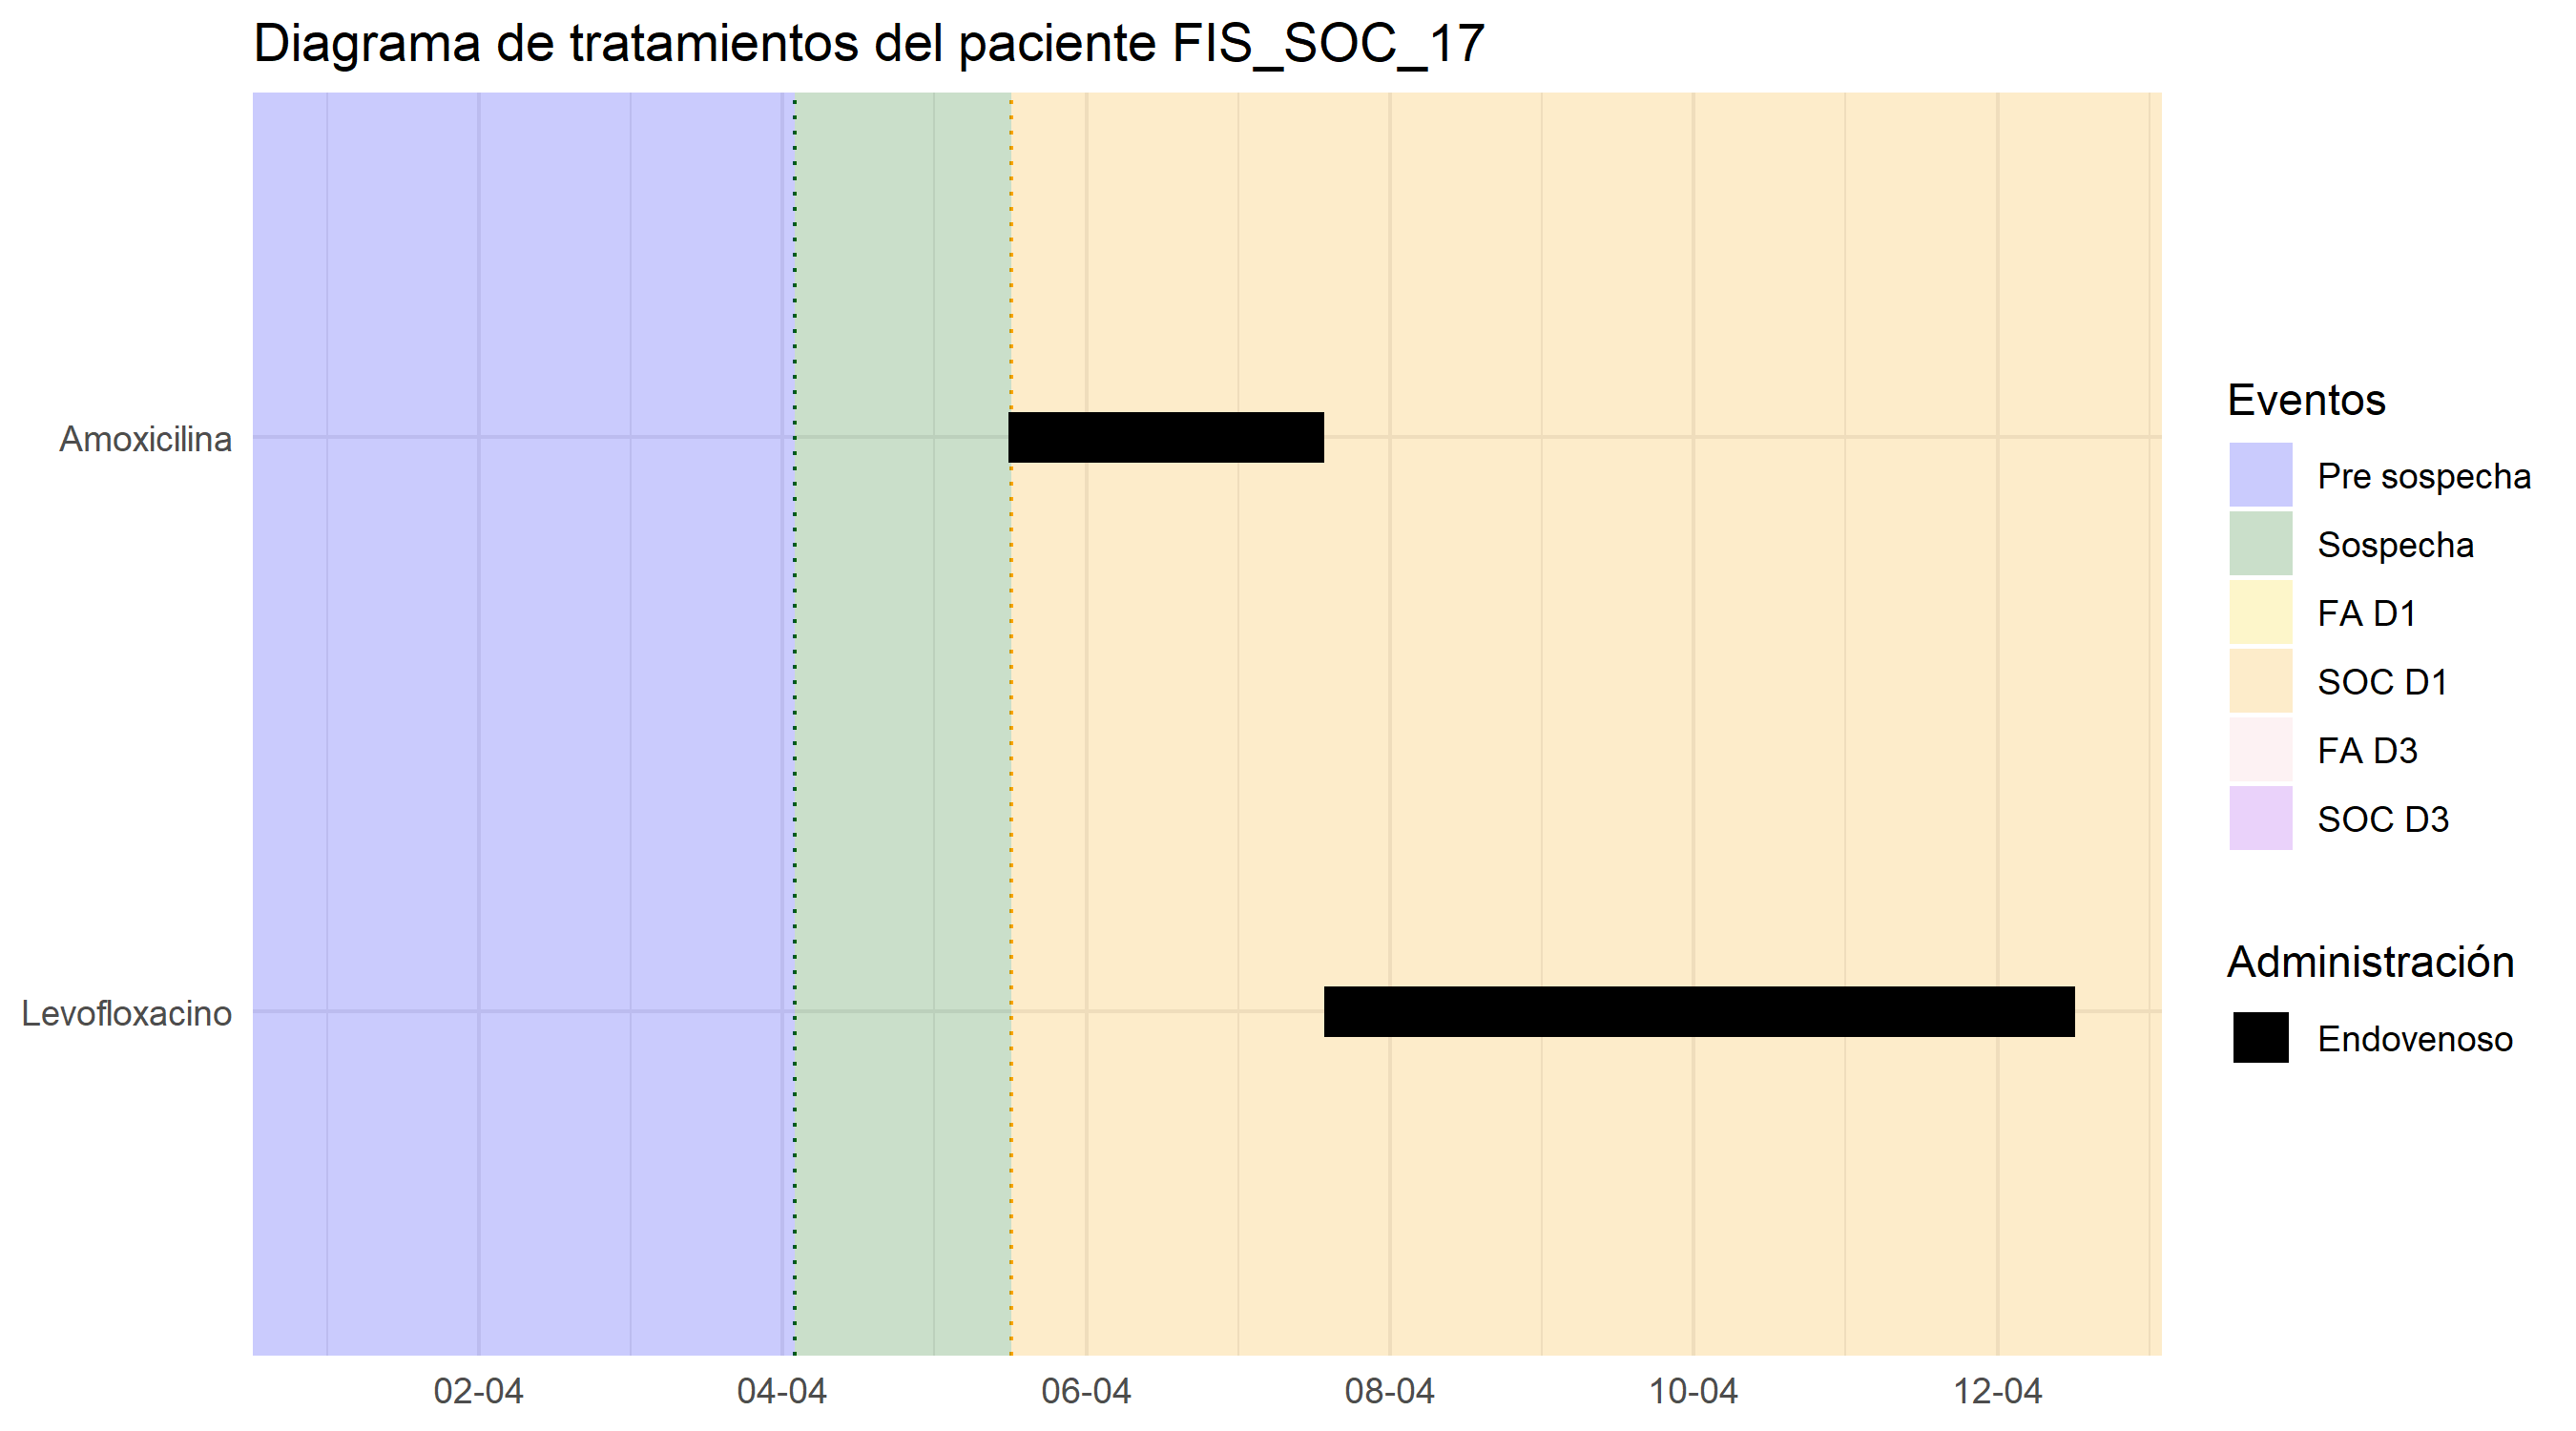 Diagrama de tratamientos del paciente FIS_SOC_17
Amoxicilina
Levofloxacino
02-04
04-04
06-04
08-04
10-04
12-04
Eventos
Pre sospecha
Sospecha
FA D1
SOC D1
FA D3
SOC D3
Administración
Endovenoso